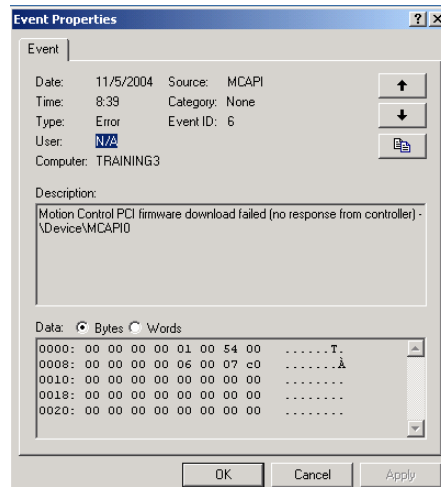 Event Properties ? x
Event
Date: 11/5/2004 Source: MCAPI
Time: 8:39 Category: None
Type: Error Event ID: 6
User: N/A
Computer: TRAINING3
Description:
Motion Control PCI firmware download failed (no response from controller) -
\Device\MCAPI0
Data: Bytes Words
0000: 00 00 00 00 01 00 54 00 ......T.
0008: 00 00 00 00 06 00 07 c0 .......À
0010: 00 00 00 00 00 00 00 00 ........
0018: 00 00 00 00 00 00 00 00 ........
0020: 00 00 00 00 00 00 00 00 ........
OK Cancel Apply